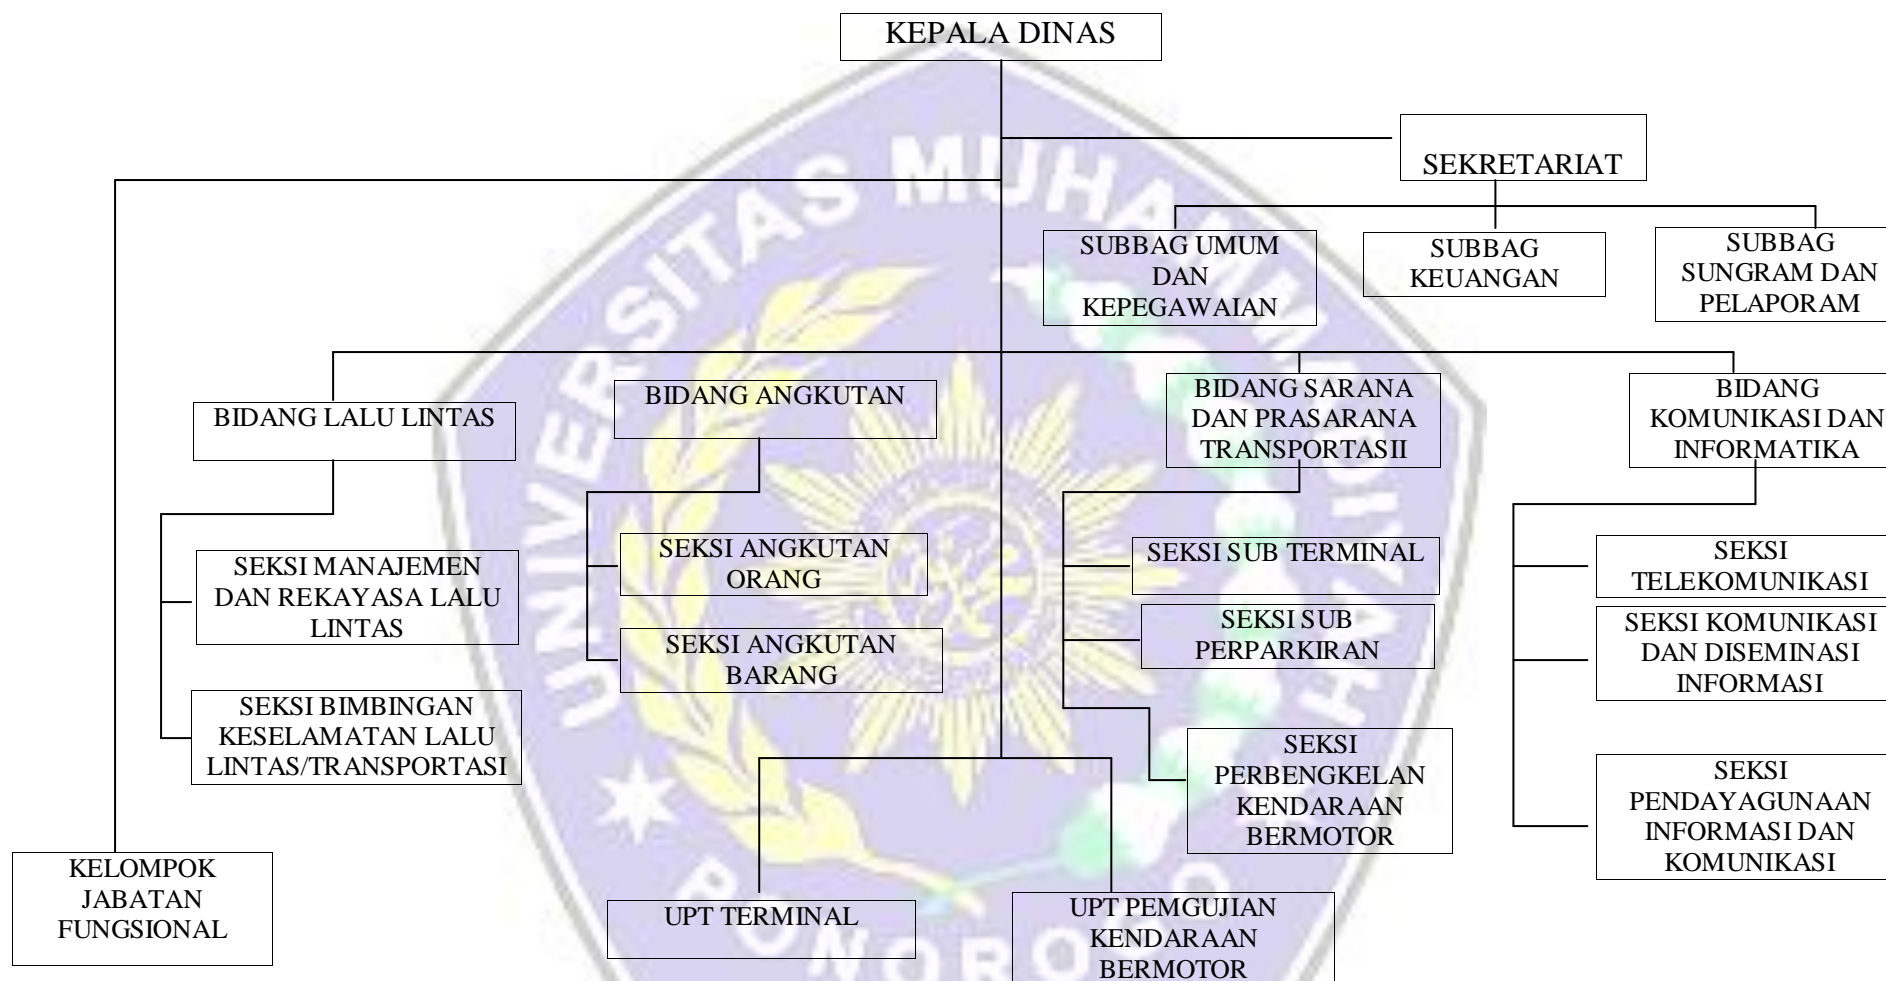 KEPALA DINAS
SEKRETARIAT
SUBBAG UMUM
DAN
KEPEGAWAIAN
SUBBAG
KEUANGAN
SUBBAG
SUNGRAM DAN
PELAPORAM
BIDANG LALU LINTAS
BIDANG ANGKUTAN
BIDANG SARANA
DAN PRASARANA
TRANSPORTASII
BIDANG
KOMUNIKASI DAN
INFORMATIKA
SEKSI MANAJEMEN
DAN REKAYASA LALU
LINTAS
SEKSI BIMBINGAN
KESELAMATAN LALU
LINTAS/TRANSPORTASI
SEKSI ANGKUTAN
ORANG
SEKSI ANGKUTAN
BARANG
SEKSI SUB TERMINAL
SEKSI SUB
PERPARKIRAN
SEKSI
PERBENGKELAN
KENDARAAN
BERMOTOR
SEKSI
TELEKOMUNIKASI
SEKSI KOMUNIKASI
DAN DISEMINASI
INFORMASI
SEKSI
PENDAYAGUNAAN
INFORMASI DAN
KOMUNIKASI
KELOMPOK
JABATAN
FUNGSIONAL
UPT TERMINAL
UPT PEMGUJIAN
KENDARAAN
BERMOTOR
UNIVERSITAS MUHAMMADIYAH
PONOROGO